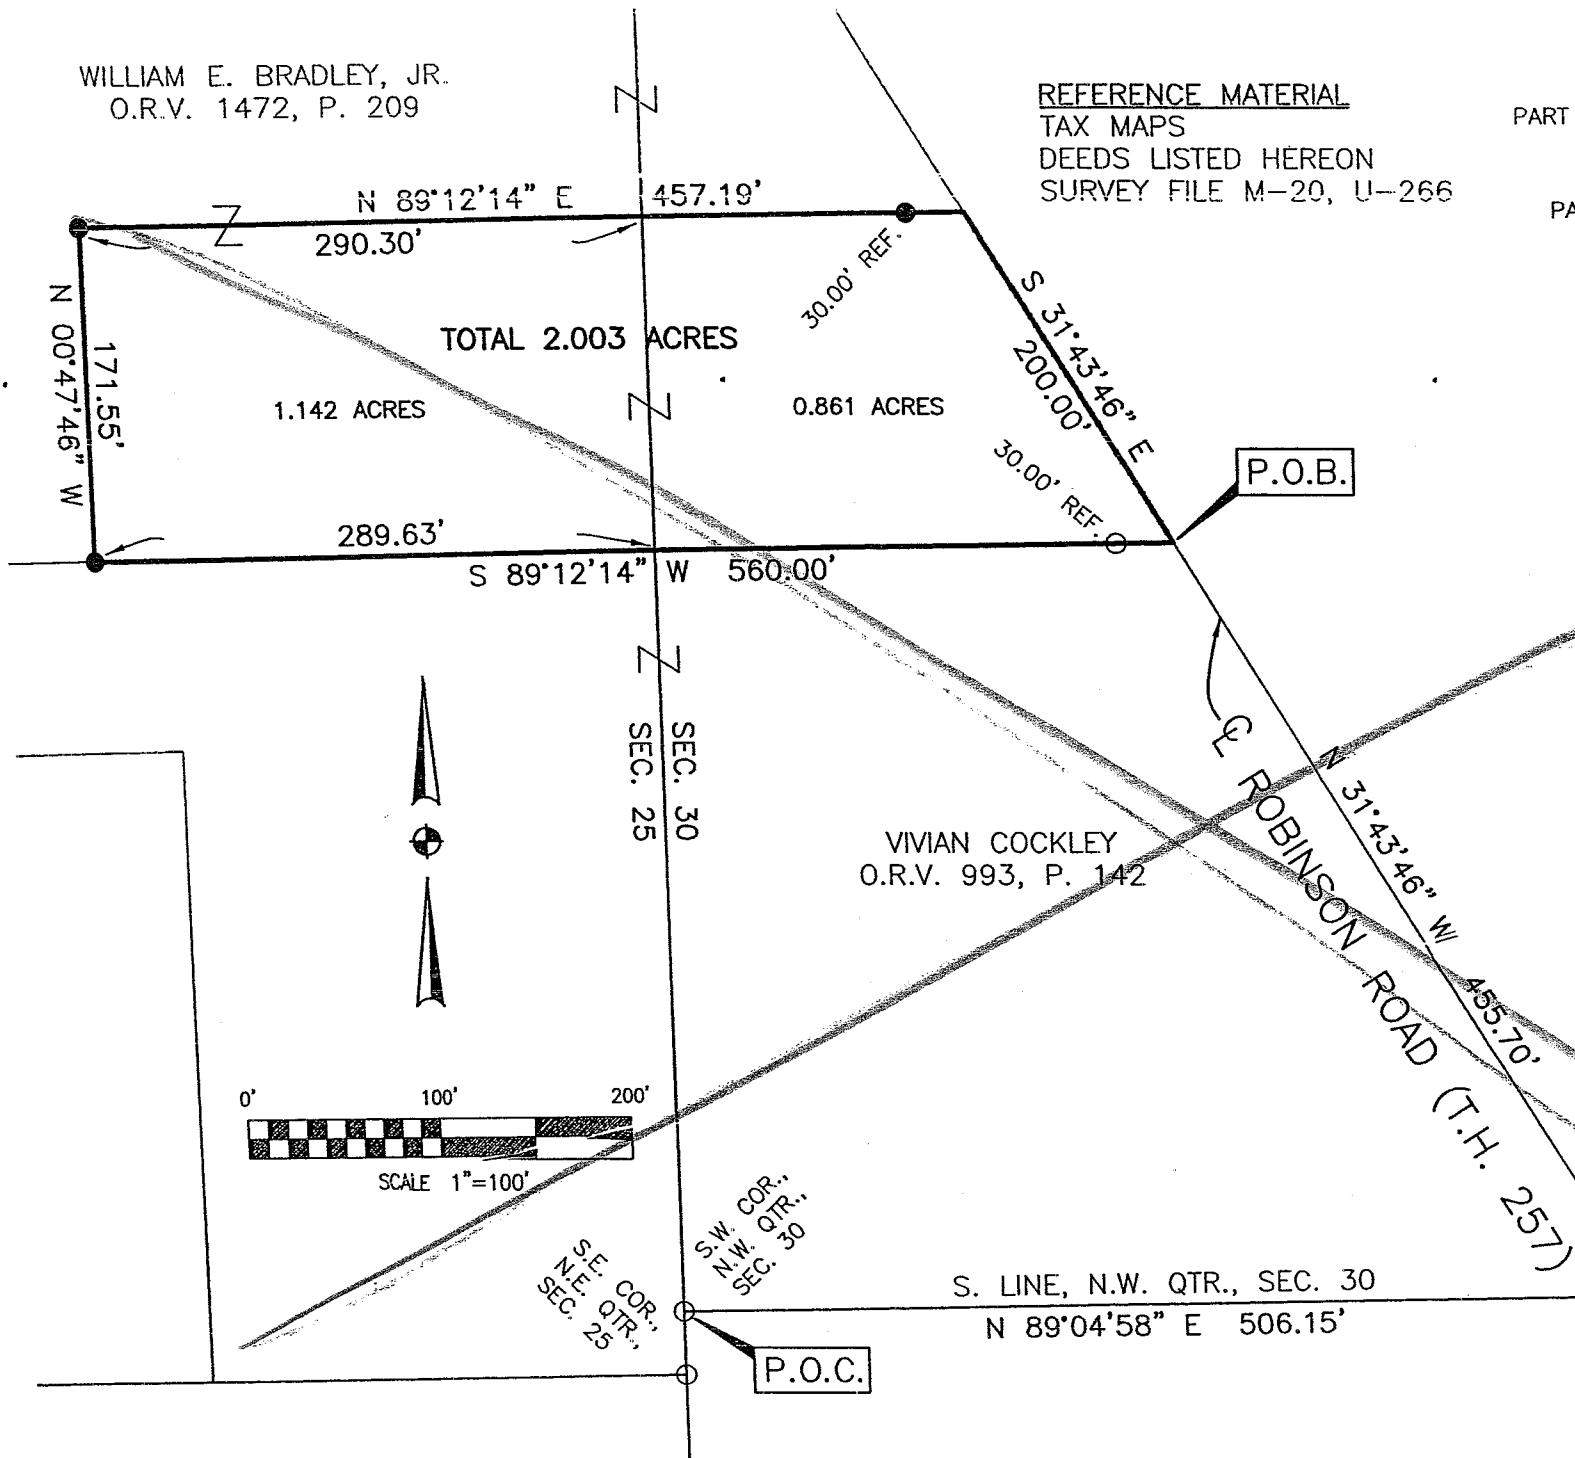 WILLIAM E. BRADLEY, JR.
O.R.V. 1472, P. 209
REFERENCE MATERIAL
TAX MAPS
DEEDS LISTED HEREON
SURVEY FILE M-20, U-266
PART
PA
N 89°12'14" E 457.19'
290.30'
30.00' REF.
S 31°43'46" E
200.00'
N 00°47'46" W
171.55'
TOTAL 2.003 ACRES
1.142 ACRES
0.861 ACRES
30.00' REF.
P.O.B.
289.63'
S 89°12'14" W 560.00'
SEC. 30
SEC. 25
VIVIAN COCKLEY
O.R.V. 993, P. 142
N 31°43'46" W 455.70'
℄ ROBINSON ROAD (T.H. 257)
0' 100' 200'
SCALE 1"=100'
S.W. COR.,
N.W. QTR.,
SEC. 30
S.E. COR.,
N.E. QTR.,
SEC. 25
S. LINE, N.W. QTR., SEC. 30
N 89°04'58" E 506.15'
P.O.C.